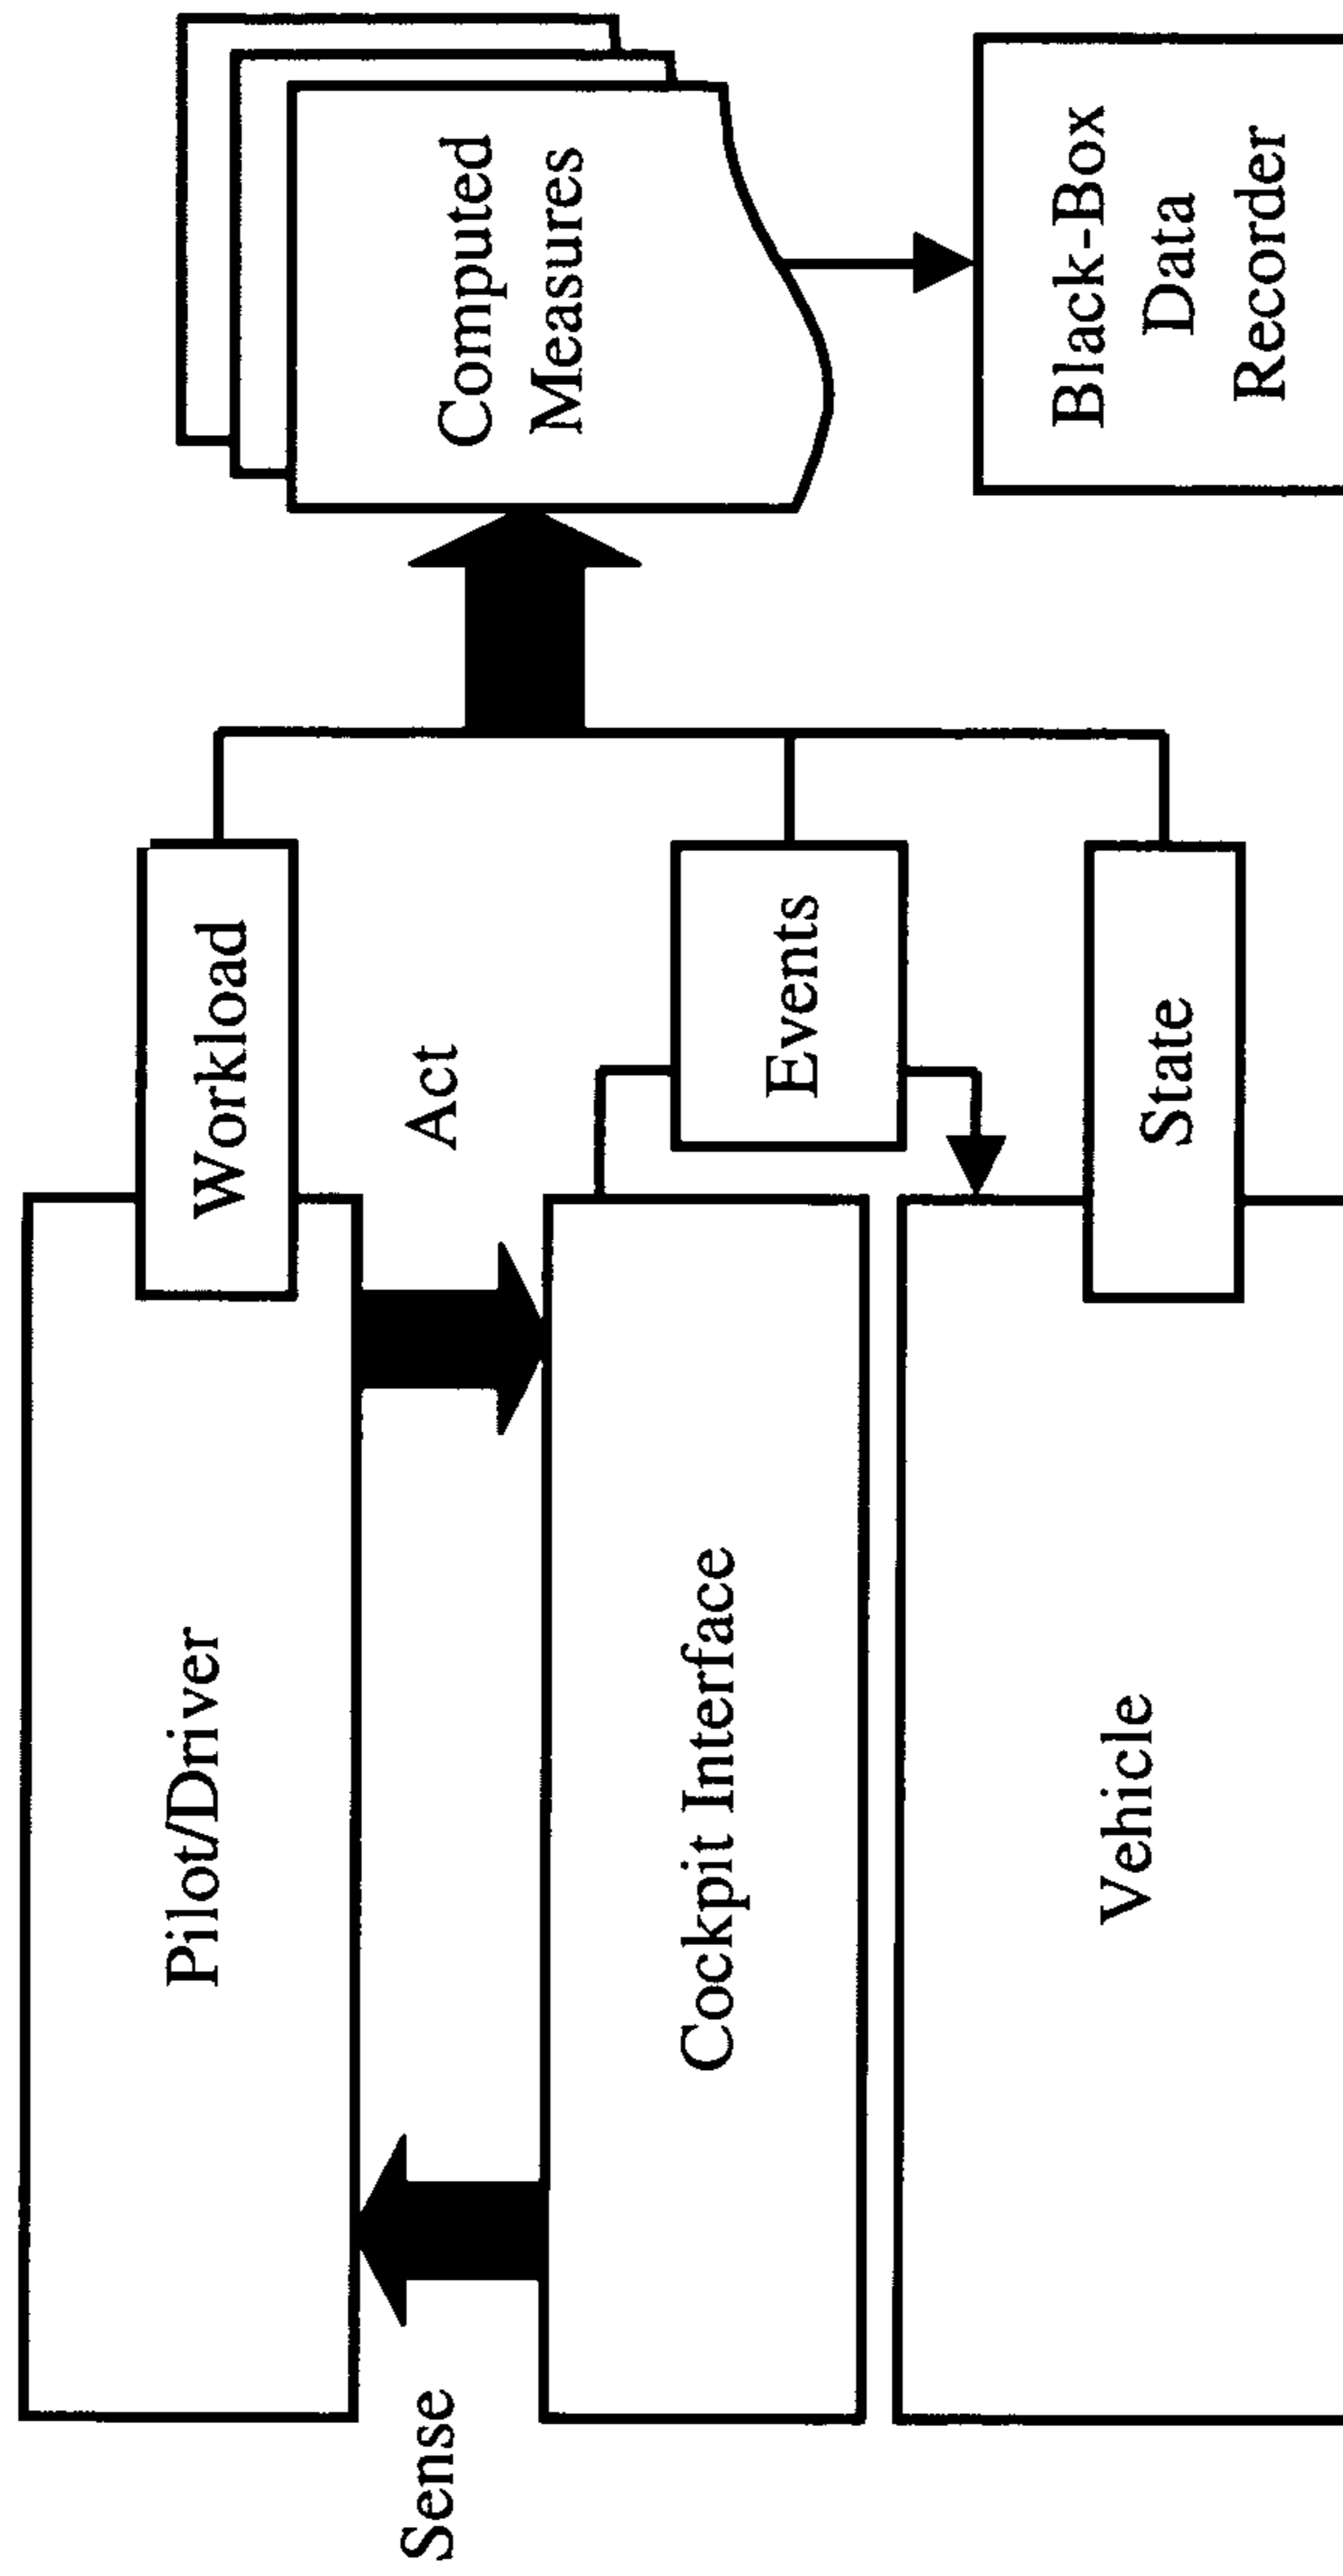 Pilot/Driver
Workload
Computed
Measures
Sense
Act
Cockpit Interface
Events
Black-Box
Data
Recorder
Vehicle
State